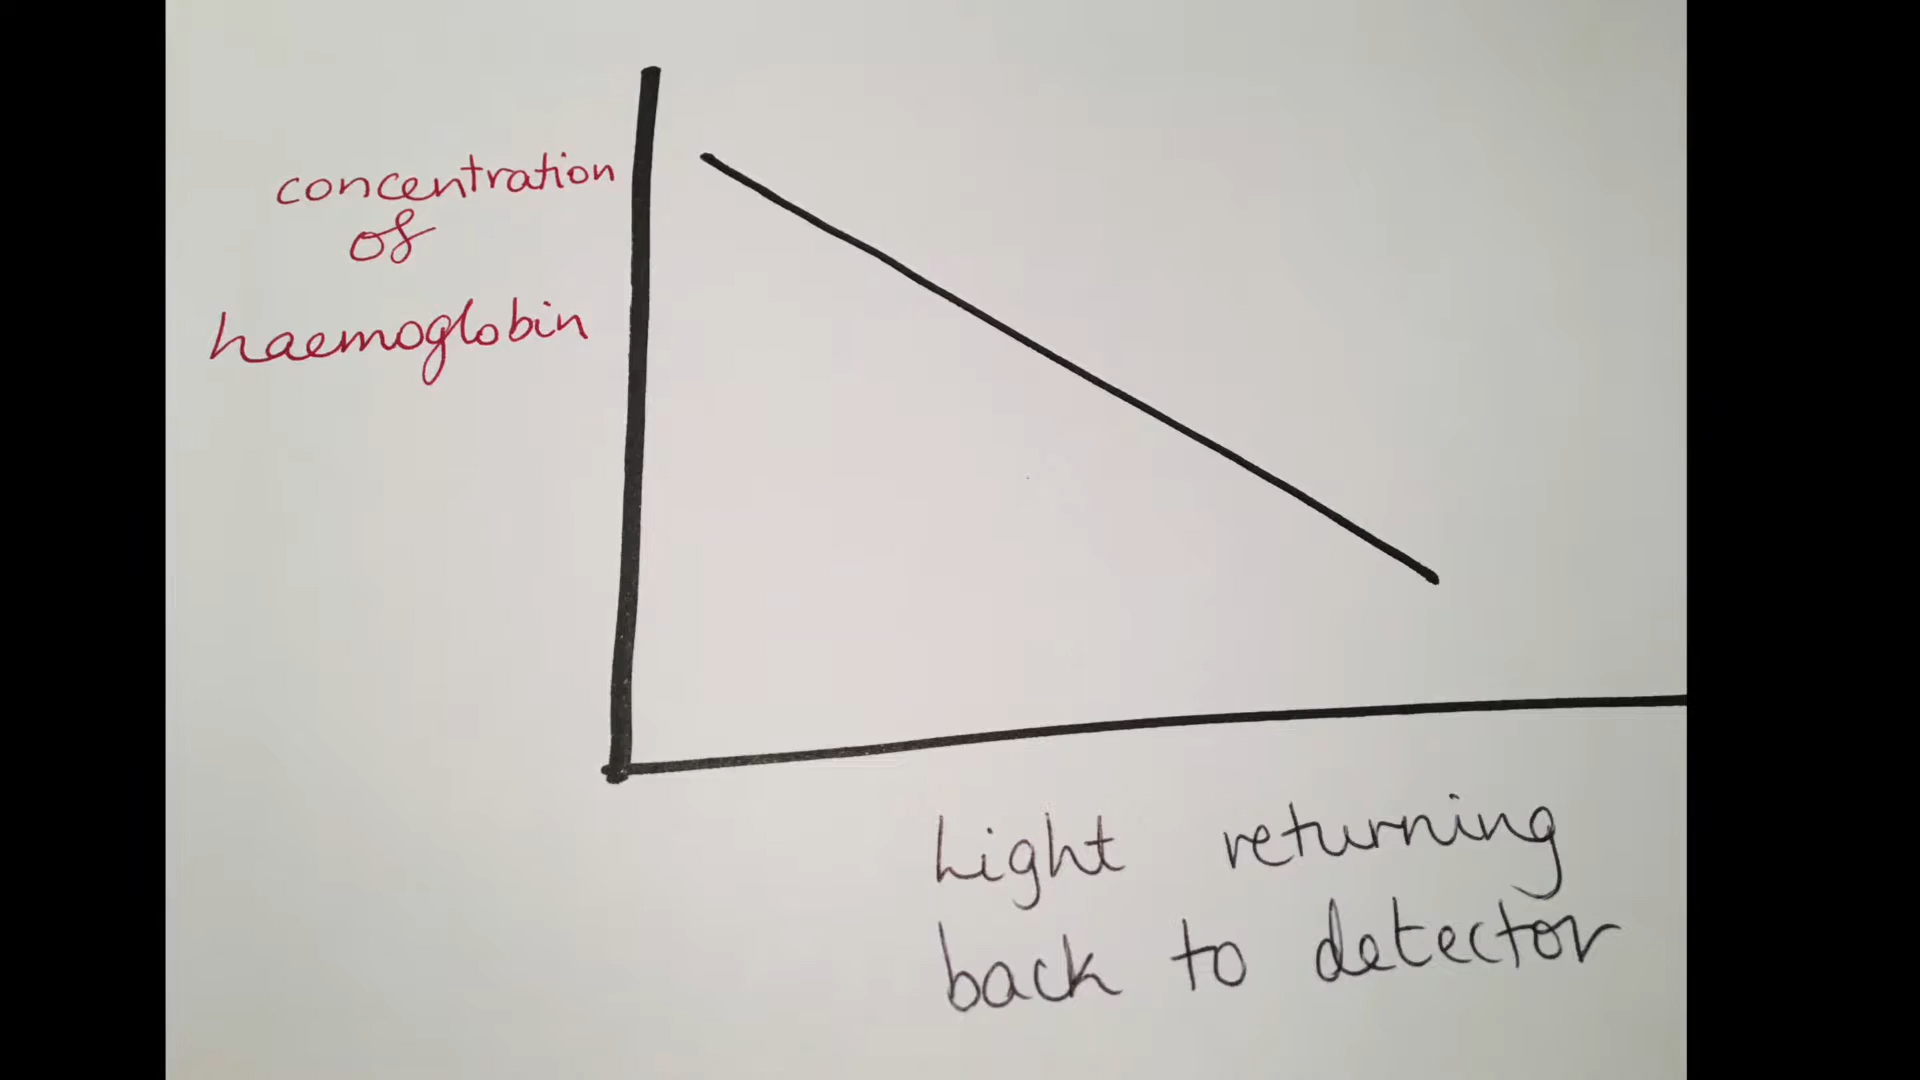 concentration
of
haemoglobin
Light returning
back to detector